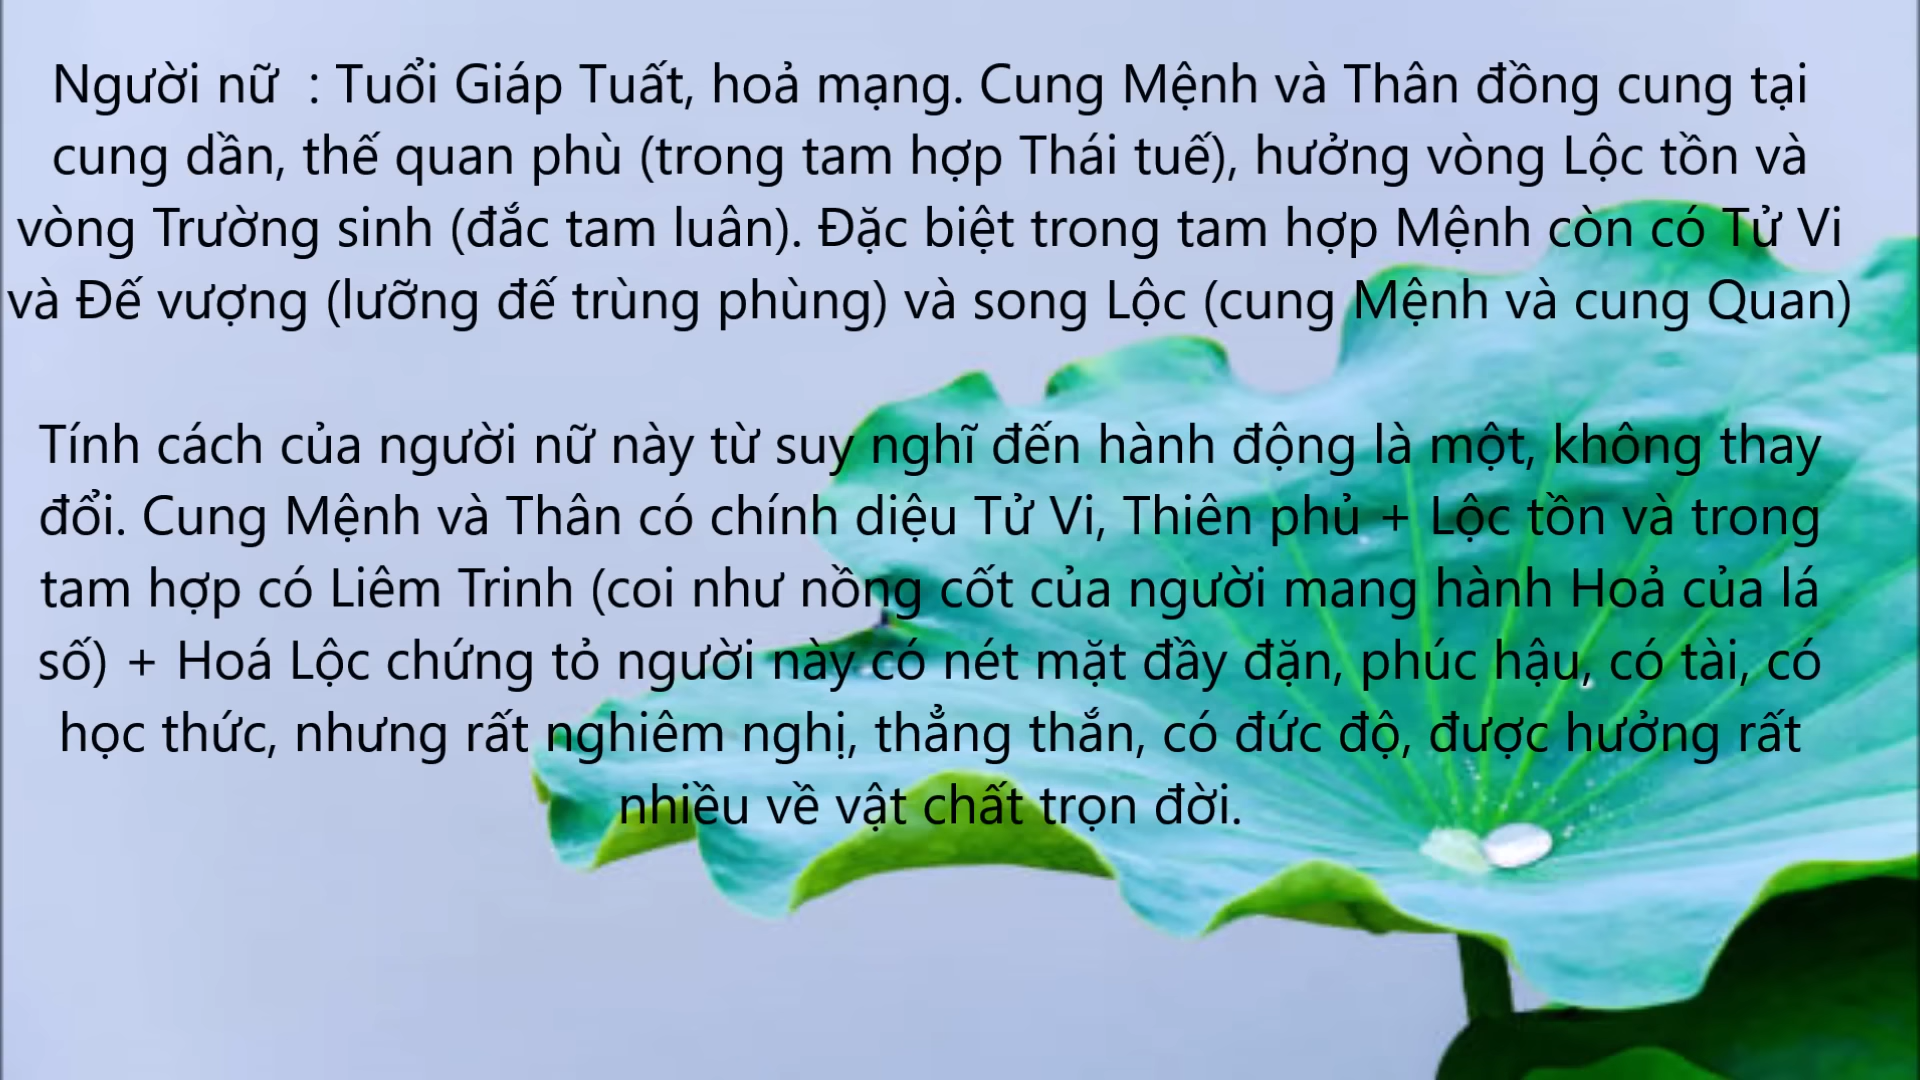 Người nữ  : Tuổi Giáp Tuất, hoả mạng. Cung Mệnh và Thân đồng cung tại
cung dần, thế quan phù (trong tam hợp Thái tuế), hưởng vòng Lộc tồn và
vòng Trường sinh (đắc tam luân). Đặc biệt trong tam hợp Mệnh còn có Tử Vi
và Đế vượng (lưỡng đế trùng phùng) và song Lộc (cung Mệnh và cung Quan)
Tính cách của người nữ này từ suy nghĩ đến hành động là một, không thay
đổi. Cung Mệnh và Thân có chính diệu Tử Vi, Thiên phủ + Lộc tồn và trong
tam hợp có Liêm Trinh (coi như nồng cốt của người mang hành Hoả của lá
số) + Hoá Lộc chứng tỏ người này có nét mặt đầy đặn, phúc hậu, có tài, có
học thức, nhưng rất nghiêm nghị, thẳng thắn, có đức độ, được hưởng rất
nhiều về vật chất trọn đời.